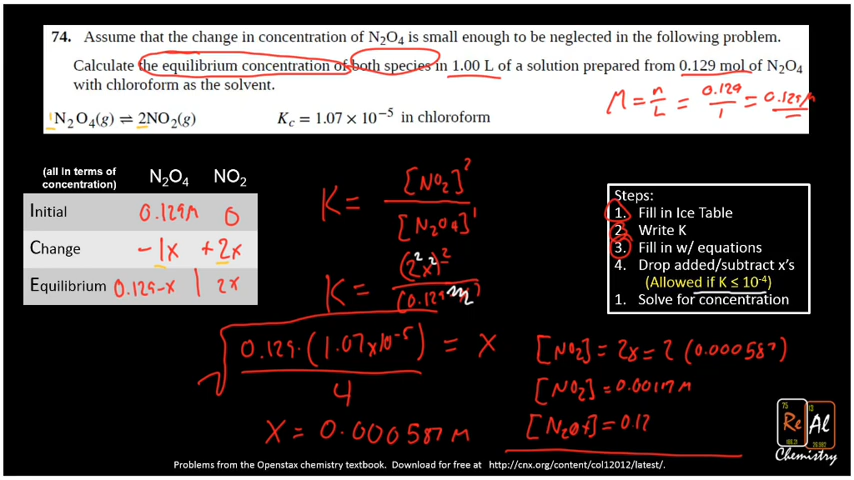 74. Assume that the change in concentration of N₂O₄ is small enough to be neglected in the following problem.
Calculate the equilibrium concentration of both species in 1.00 L of a solution prepared from 0.129 mol of N₂O₄
with chloroform as the solvent.
M = n/L = 0.129/1 = 0.129 M
1N₂O₄(g) ⇌ 2NO₂(g) Kc = 1.07 × 10⁻⁵ in chloroform
(all in terms of
concentration) N₂O₄ NO₂
Initial 0.129M 0
Change -1x +2x
Equilibrium 0.129-x | 2x
K = [NO₂]² / [N₂O₄]¹
K = (2²x²)² / (0.129
√(0.129·(1.07x10⁻⁵) / 4) = X
X = 0.000587 M
Steps:
1. Fill in Ice Table
2. Write K
3. Fill in w/ equations
4. Drop added/subtract x's
(Allowed if K ≤ 10⁻⁴)
1. Solve for concentration
[NO₂] = 2x = 2 (0.000587)
[NO₂] = 0.00117 M
[N₂O₄] = 0.12
Re Al
Chemistry
Problems from the Openstax chemistry textbook. Download for free at http://cnx.org/content/col12012/latest/.